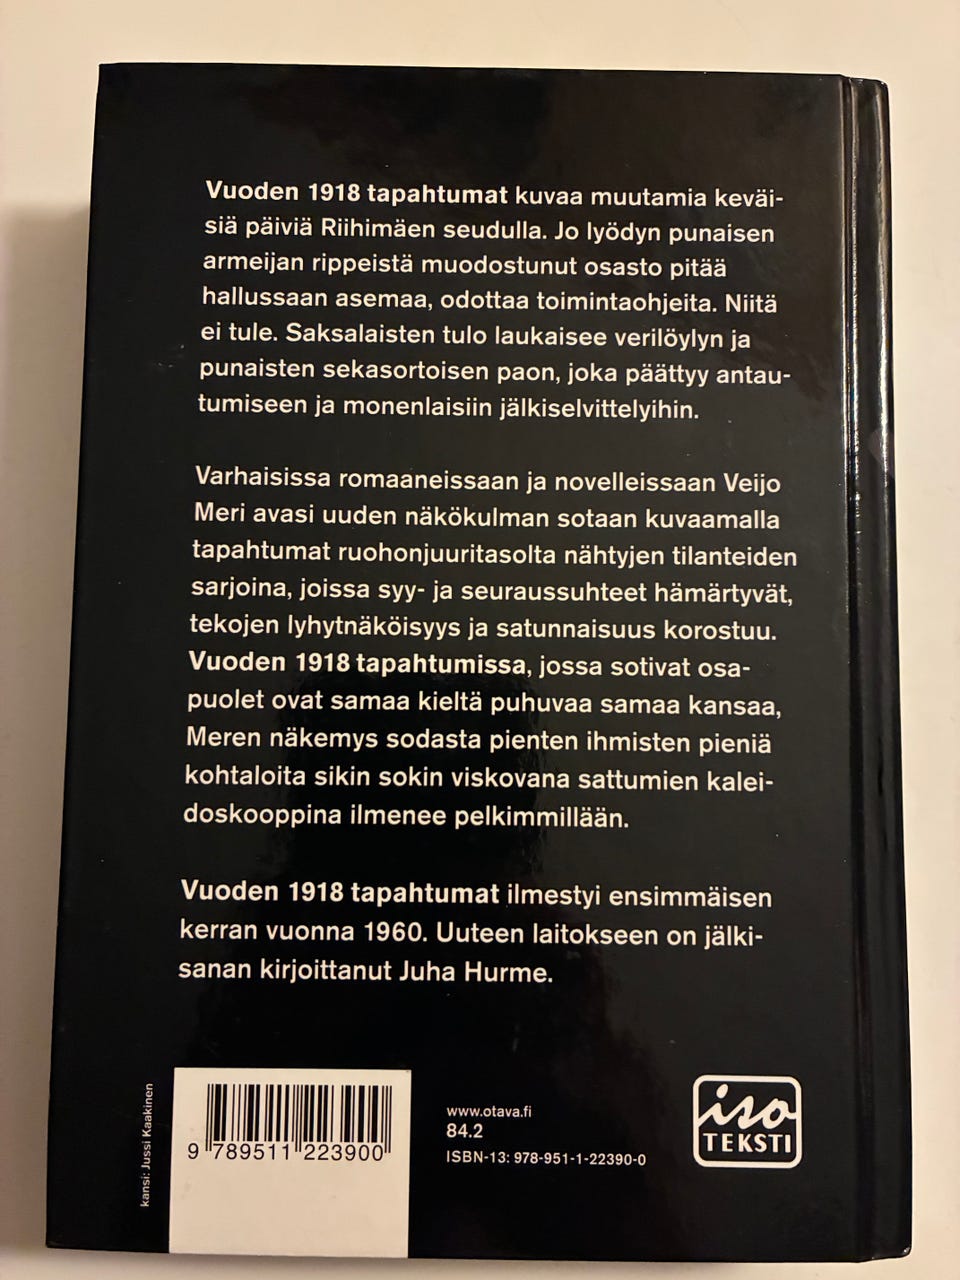 Vuoden 1918 tapahtumat kuvaa muutamia keväi-
siä päiviä Riihimäen seudulla. Jo lyödyn punaisen
armeijan rippeistä muodostunut osasto pitää
hallussaan asemaa, odottaa toimintaohjeita. Niitä
ei tule. Saksalaisten tulo laukaisee verilöylyn ja
punaisten sekasortoisen paon, joka päättyy antau-
tumiseen ja monenlaisiin jälkiselvittelyihin.
Varhaisissa romaaneissaan ja novelleissaan Veijo
Meri avasi uuden näkökulman sotaan kuvaamalla
tapahtumat ruohonjuuritasolta nähtyjen tilanteiden
sarjoina, joissa syy- ja seuraussuhteet hämärtyvät,
tekojen lyhytnäköisyys ja satunnaisuus korostuu.
Vuoden 1918 tapahtumissa, jossa sotivat osa-
puolet ovat samaa kieltä puhuvaa samaa kansaa,
Meren näkemys sodasta pienten ihmisten pieniä
kohtaloita sikin sokin viskovana sattumien kalei-
doskooppina ilmenee pelkimmillään.
Vuoden 1918 tapahtumat ilmestyi ensimmäisen
kerran vuonna 1960. Uuteen laitokseen on jälki-
sanan kirjoittanut Juha Hurme.
kansi: Jussi Kaakinen
9 789511 223900
www.otava.fi
84.2
ISBN-13: 978-951-1-22390-0
iso
TEKSTI